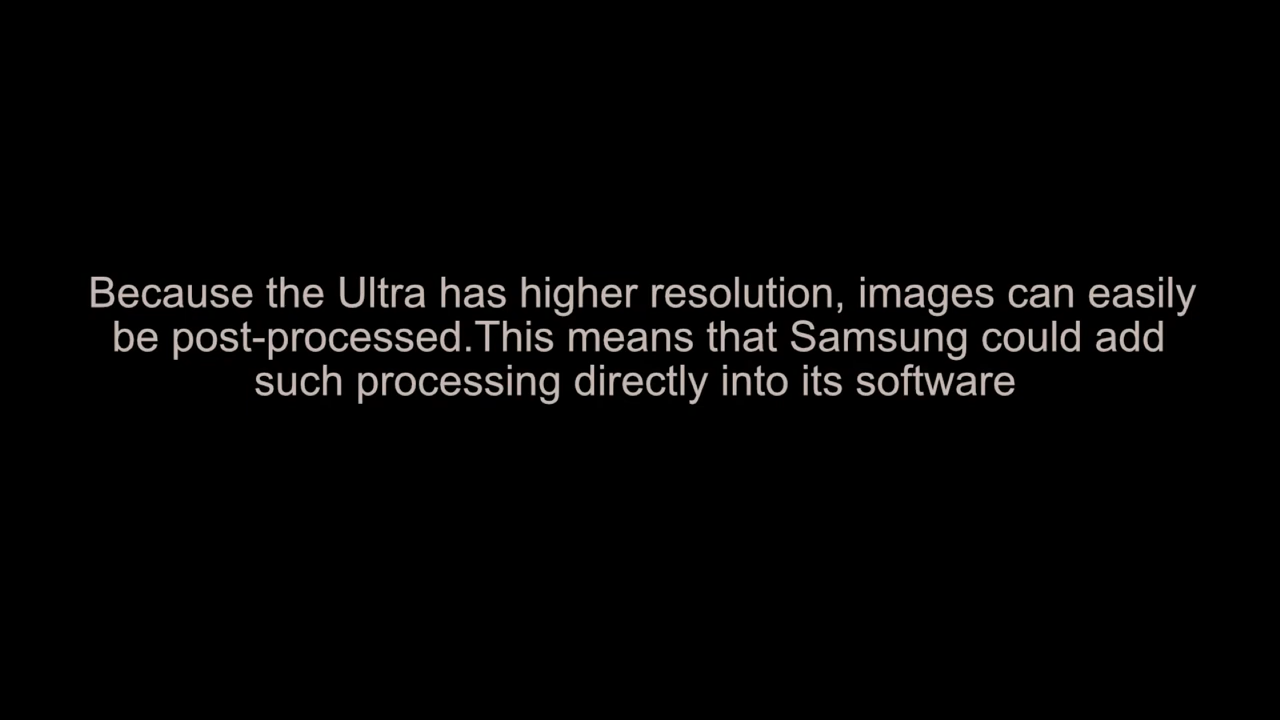 Because the Ultra has higher resolution, images can easily
be post-processed.This means that Samsung could add
such processing directly into its software